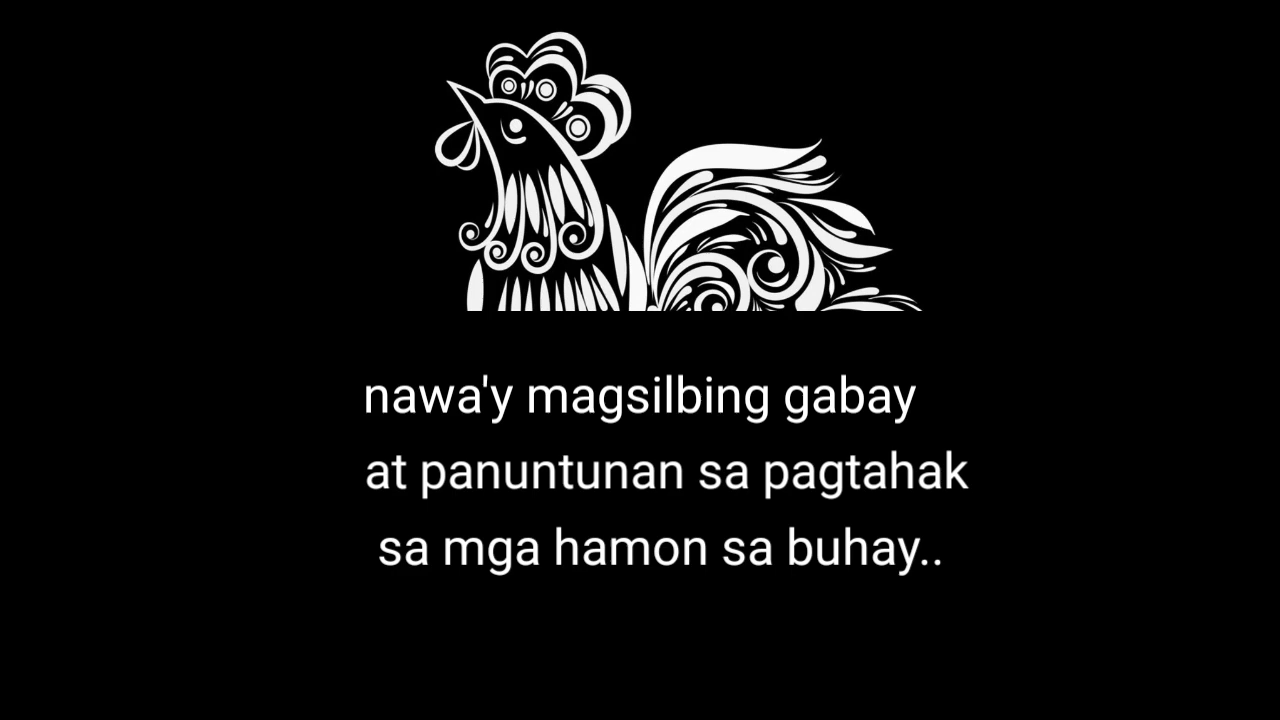 nawa'y magsilbing gabay
at panuntunan sa pagtahak
sa mga hamon sa buhay..